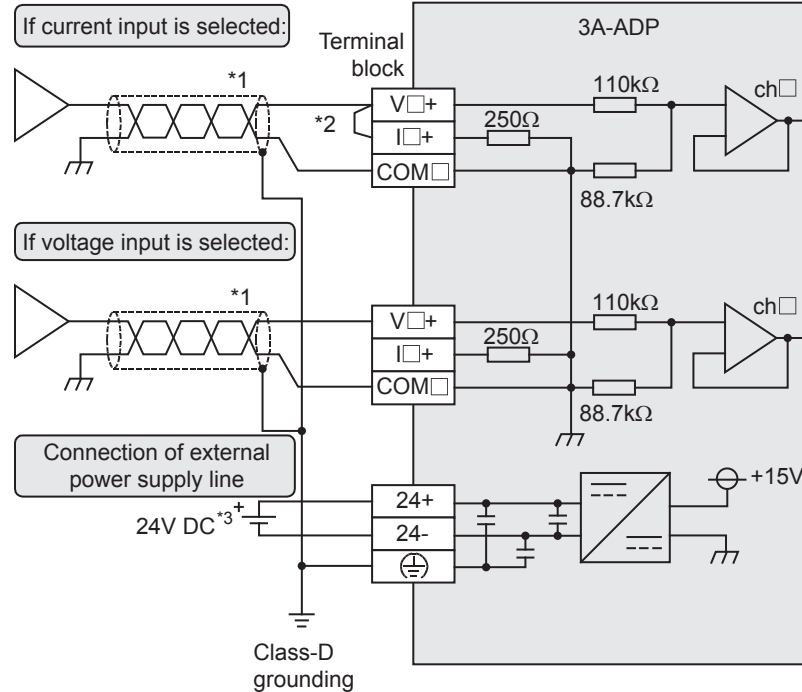 If current input is selected:
3A-ADP
Terminal
block
*1
V□+
110kΩ
ch□
*2
I□+
250Ω
COM□
88.7kΩ
If voltage input is selected:
*1
V□+
110kΩ
ch□
I□+
250Ω
COM□
88.7kΩ
Connection of external
power supply line
24V DC*3
+
24+
24-
+15V
Class-D
grounding